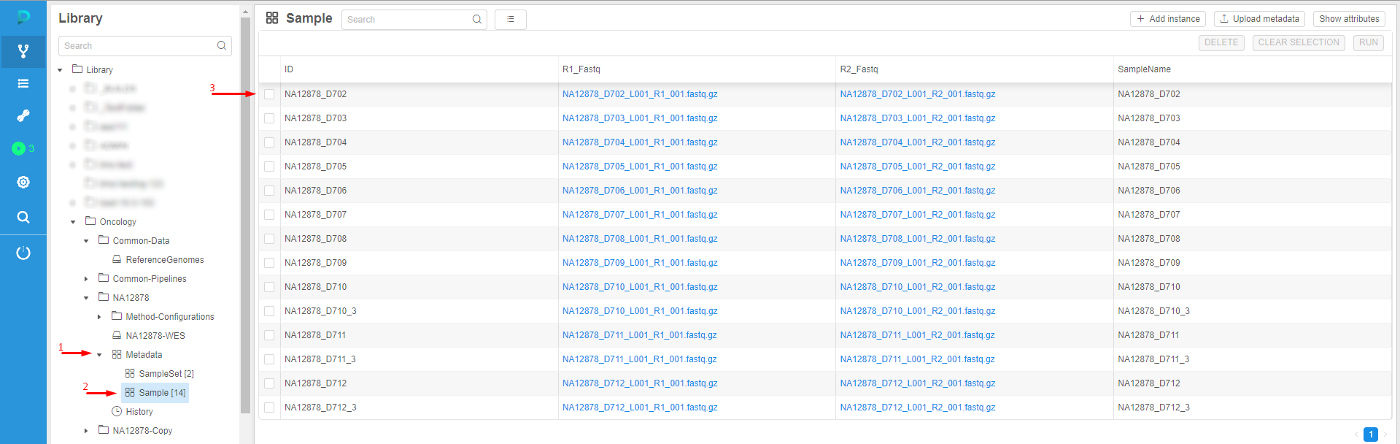 Library
Search
3
Library
Oncology
Common-Data
ReferenceGenomes
Common-Pipelines
NA12878
Method-Configurations
NA12878-WES
1
Metadata
SampleSet [2]
2
Sample [14]
History
NA12878-Copy
Sample
Search
+ Add instance
Upload metadata
Show attributes
DELETE
CLEAR SELECTION
RUN
ID R1_Fastq R2_Fastq SampleName
3
NA12878_D702 NA12878_D702_L001_R1_001.fastq.gz NA12878_D702_L001_R2_001.fastq.gz NA12878_D702
NA12878_D703 NA12878_D703_L001_R1_001.fastq.gz NA12878_D703_L001_R2_001.fastq.gz NA12878_D703
NA12878_D704 NA12878_D704_L001_R1_001.fastq.gz NA12878_D704_L001_R2_001.fastq.gz NA12878_D704
NA12878_D705 NA12878_D705_L001_R1_001.fastq.gz NA12878_D705_L001_R2_001.fastq.gz NA12878_D705
NA12878_D706 NA12878_D706_L001_R1_001.fastq.gz NA12878_D706_L001_R2_001.fastq.gz NA12878_D706
NA12878_D707 NA12878_D707_L001_R1_001.fastq.gz NA12878_D707_L001_R2_001.fastq.gz NA12878_D707
NA12878_D708 NA12878_D708_L001_R1_001.fastq.gz NA12878_D708_L001_R2_001.fastq.gz NA12878_D708
NA12878_D709 NA12878_D709_L001_R1_001.fastq.gz NA12878_D709_L001_R2_001.fastq.gz NA12878_D709
NA12878_D710 NA12878_D710_L001_R1_001.fastq.gz NA12878_D710_L001_R2_001.fastq.gz NA12878_D710
NA12878_D710_3 NA12878_D710_L001_R1_001.fastq.gz NA12878_D710_L001_R2_001.fastq.gz NA12878_D710_3
NA12878_D711 NA12878_D711_L001_R1_001.fastq.gz NA12878_D711_L001_R2_001.fastq.gz NA12878_D711
NA12878_D711_3 NA12878_D711_L001_R1_001.fastq.gz NA12878_D711_L001_R2_001.fastq.gz NA12878_D711_3
NA12878_D712 NA12878_D712_L001_R1_001.fastq.gz NA12878_D712_L001_R2_001.fastq.gz NA12878_D712
NA12878_D712_3 NA12878_D712_L001_R1_001.fastq.gz NA12878_D712_L001_R2_001.fastq.gz NA12878_D712_3
1